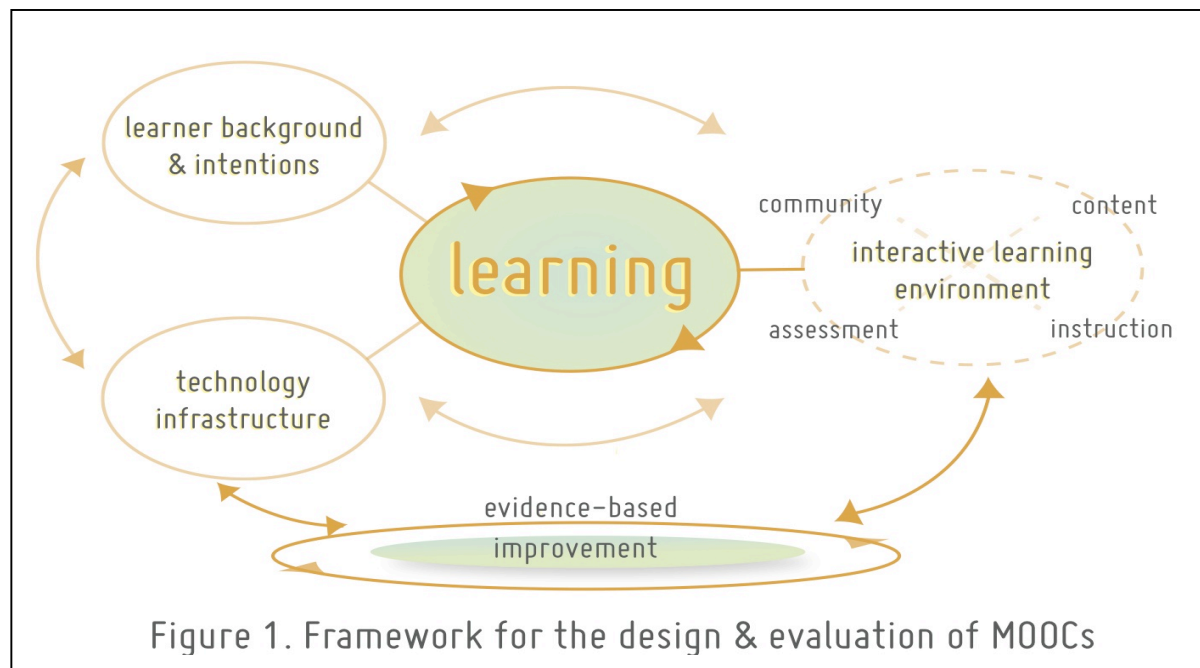 learner background
& intentions
learning
community
content
interactive learning
environment
assessment
instruction
technology
infrastructure
evidence-based
improvement
Figure 1. Framework for the design & evaluation of MOOCs